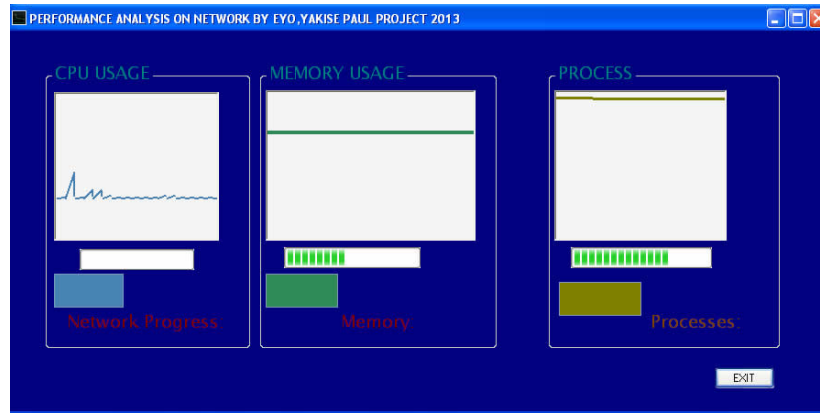 PERFORMANCE ANALYSIS ON NETWORK BY EYO,YAKISE PAUL PROJECT 2013
CPU USAGE
MEMORY USAGE
PROCESS
Network Progress:
Memory
Processes:
EXIT